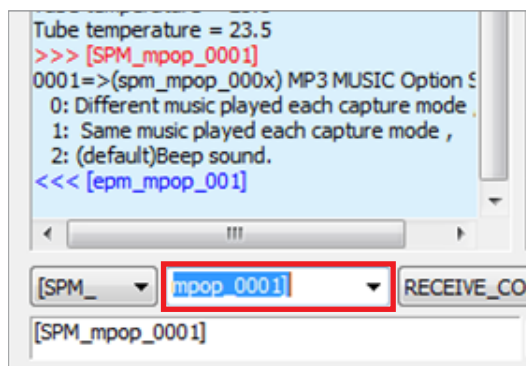 Tube temperature = 23.5
>>> [SPM_mpop_0001]
0001=>(spm_mpop_000x) MP3 MUSIC Option
0: Different music played each capture mode ,
1: Same music played each capture mode ,
2: (default)Beep sound.
<<< [epm_mpop_001]
[SPM_ mpop_0001] RECEIVE_CO
[SPM_mpop_0001]